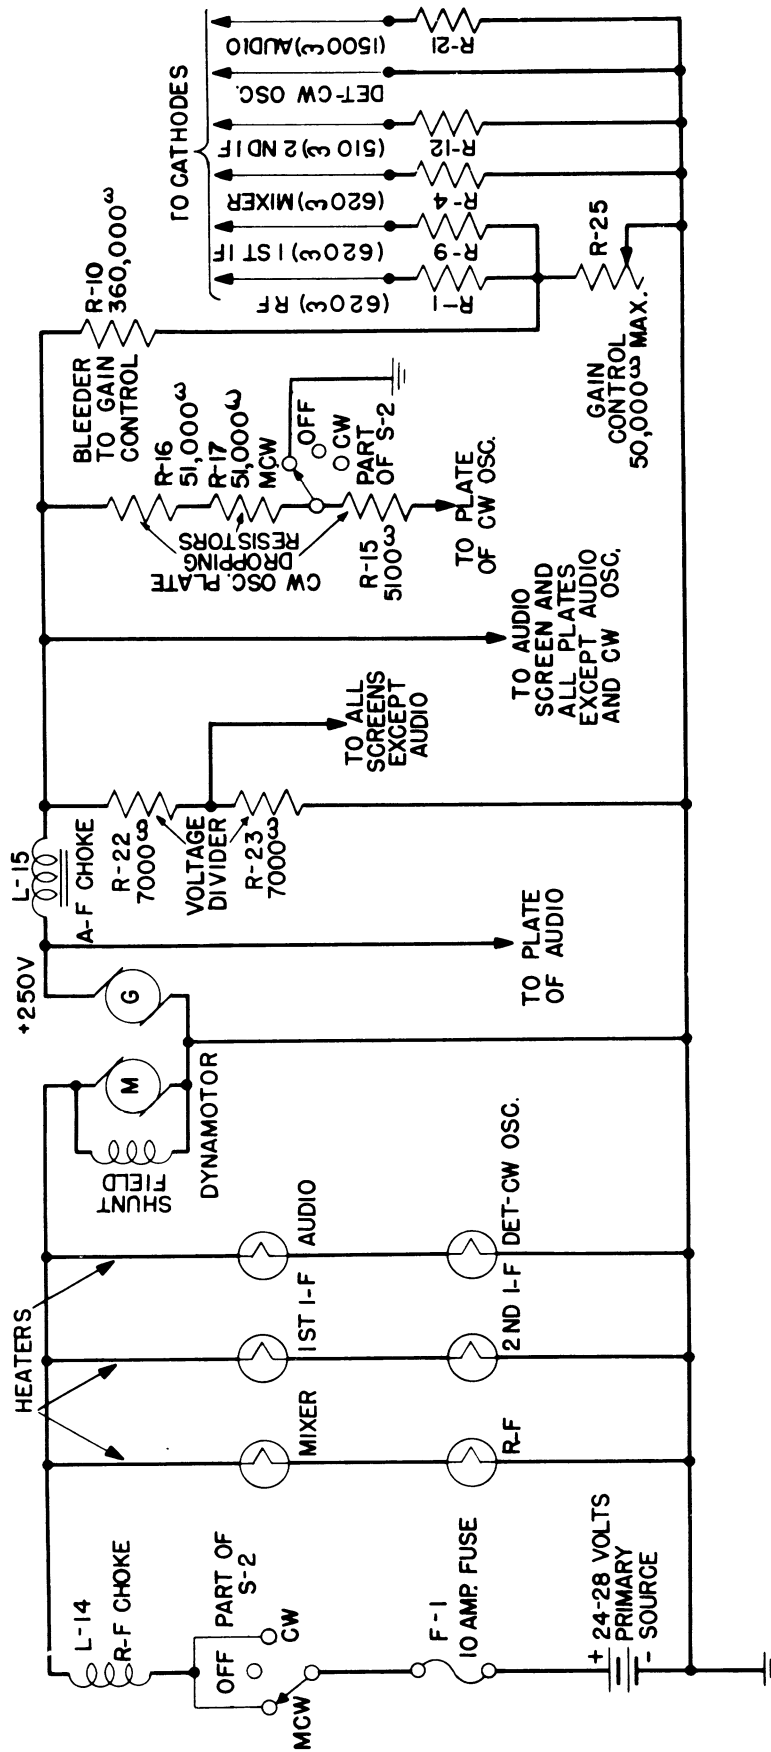 L-14
R-F CHOKE
PART OF
S-2
OFF
CW
MCW
F-1
10 AMP. FUSE
+ 24-28 VOLTS
PRIMARY
- SOURCE
HEATERS
MIXER
R-F
1ST I-F
2ND I-F
AUDIO
DET-CW OSC.
SHUNT
FIELD
M
G
DYNAMOTOR
+250V
L-15
A-F CHOKE
TO PLATE
OF AUDIO
R-22
7000ω
VOLTAGE
DIVIDER
R-23
7000ω
TO ALL
SCREENS
EXCEPT
AUDIO
TO AUDIO
SCREEN AND
ALL PLATES
EXCEPT AUDIO
AND CW OSC.
CW OSC. PLATE
DROPPING
RESISTORS
R-16
51,000ω
R-17
51,000ω
MCW
OFF
CW
PART
OF S-2
R-15
5100ω
TO PLATE
OF CW OSC.
BLEEDER
TO GAIN
CONTROL
R-10
360,000ω
TO CATHODES
(620ω) RF
R-1
(620ω) 1ST IF
R-9
(620ω) MIXER
R-4
(510ω) 2ND IF
R-12
DET-CW OSC.
(1500ω) AUDIO
R-21
R-25
GAIN
CONTROL
50,000ω MAX.